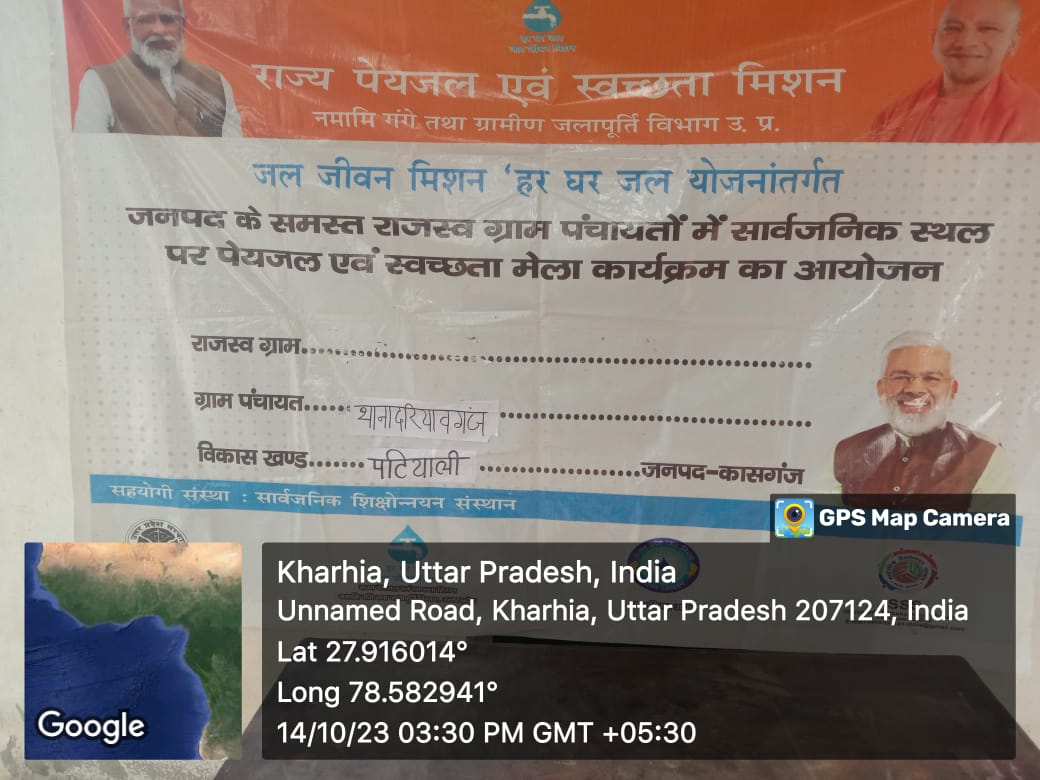 राज्य पेयजल एवं स्वच्छता मिशन
नमामि गंगे तथा ग्रामीण जलापूर्ति विभाग उ. प्र.
जल जीवन मिशन 'हर घर जल योजनांतर्गत
जनपद के समस्त राजस्व ग्राम पंचायतों में सार्वजनिक स्थल
पर पेयजल एवं स्वच्छता मेला कार्यक्रम का आयोजन
राजस्व ग्राम
ग्राम पंचायत थानादरियावगंज
विकास खण्ड पटियाली जनपद-कासगंज
सहयोगी संस्था : सार्वजनिक शिक्षोन्नयन संस्थान
GPS Map Camera
Kharhia, Uttar Pradesh, India
Unnamed Road, Kharhia, Uttar Pradesh 207124, India
Lat 27.916014°
Long 78.582941°
14/10/23 03:30 PM GMT +05:30
Google